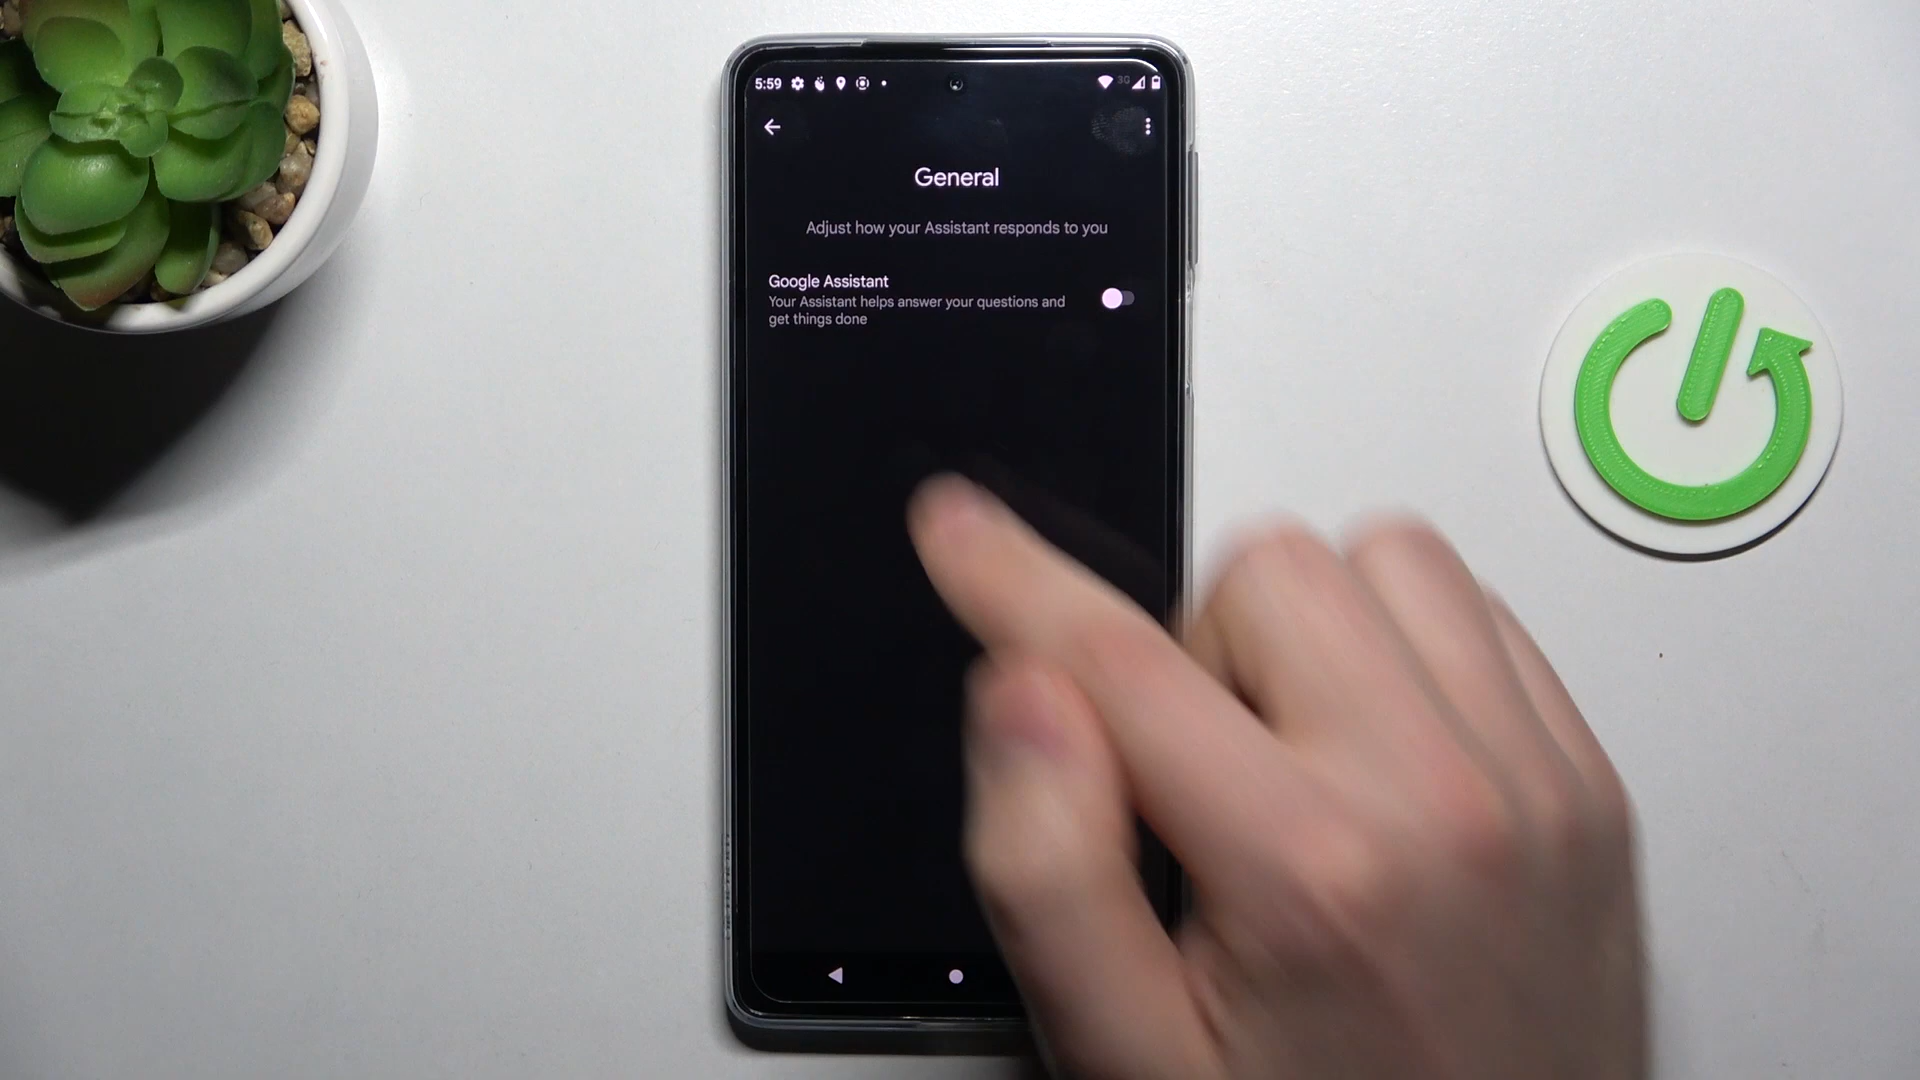 5:59 3G
General
Adjust how your Assistant responds to you
Google Assistant
Your Assistant helps answer your questions and
get things done